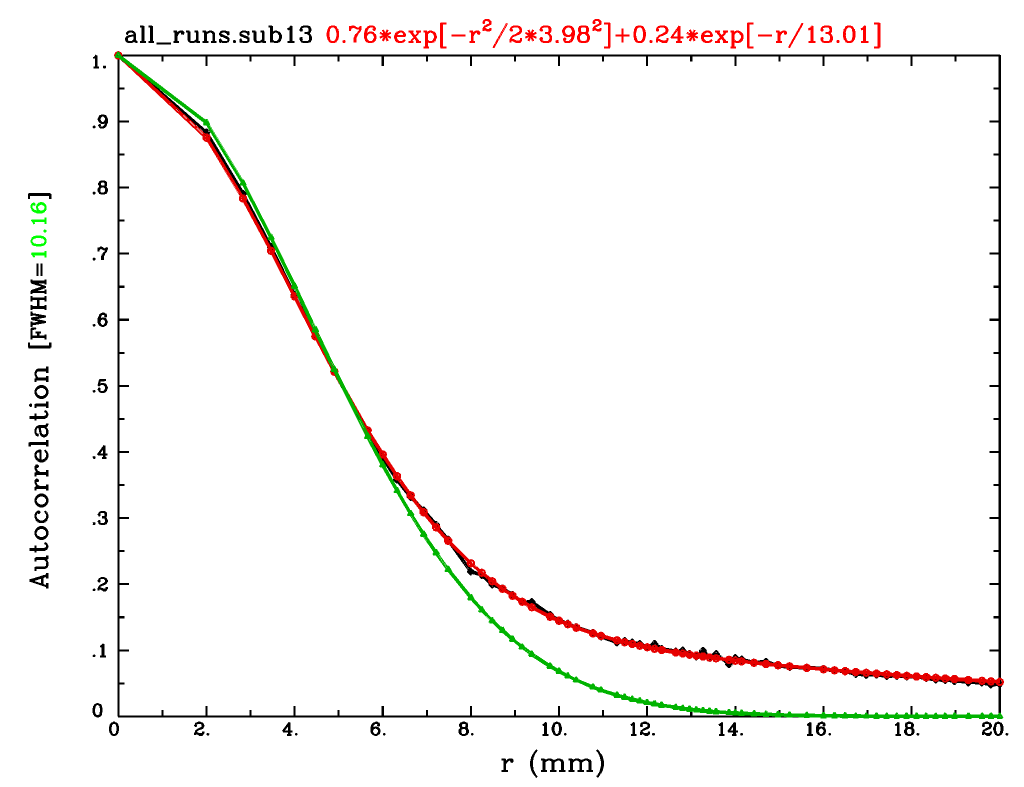 all_runs.sub13 0.76*exp[-r²/2*3.98²]+0.24*exp[-r/13.01]
1.
.9
.8
.7
.6
.5
.4
.3
.2
.1
0
Autocorrelation [FWHM=10.16]
0 2. 4. 6. 8. 10. 12. 14. 16. 18. 20.
r (mm)